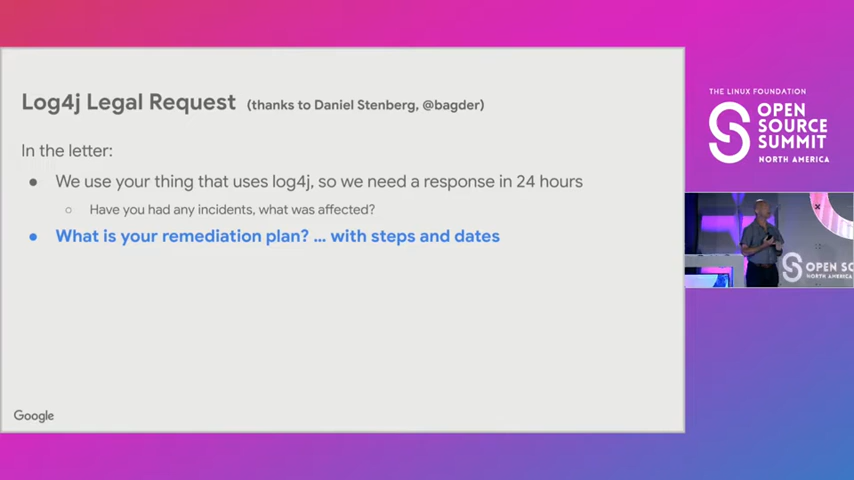 Log4j Legal Request (thanks to Daniel Stenberg, @bagder)
In the letter:
● We use your thing that uses log4j, so we need a response in 24 hours
○ Have you had any incidents, what was affected?
● What is your remediation plan? ... with steps and dates
Google
THE LINUX FOUNDATION
OPEN
SOURCE
SUMMIT
NORTH AMERICA
OPEN SO
NORTH AMERICA